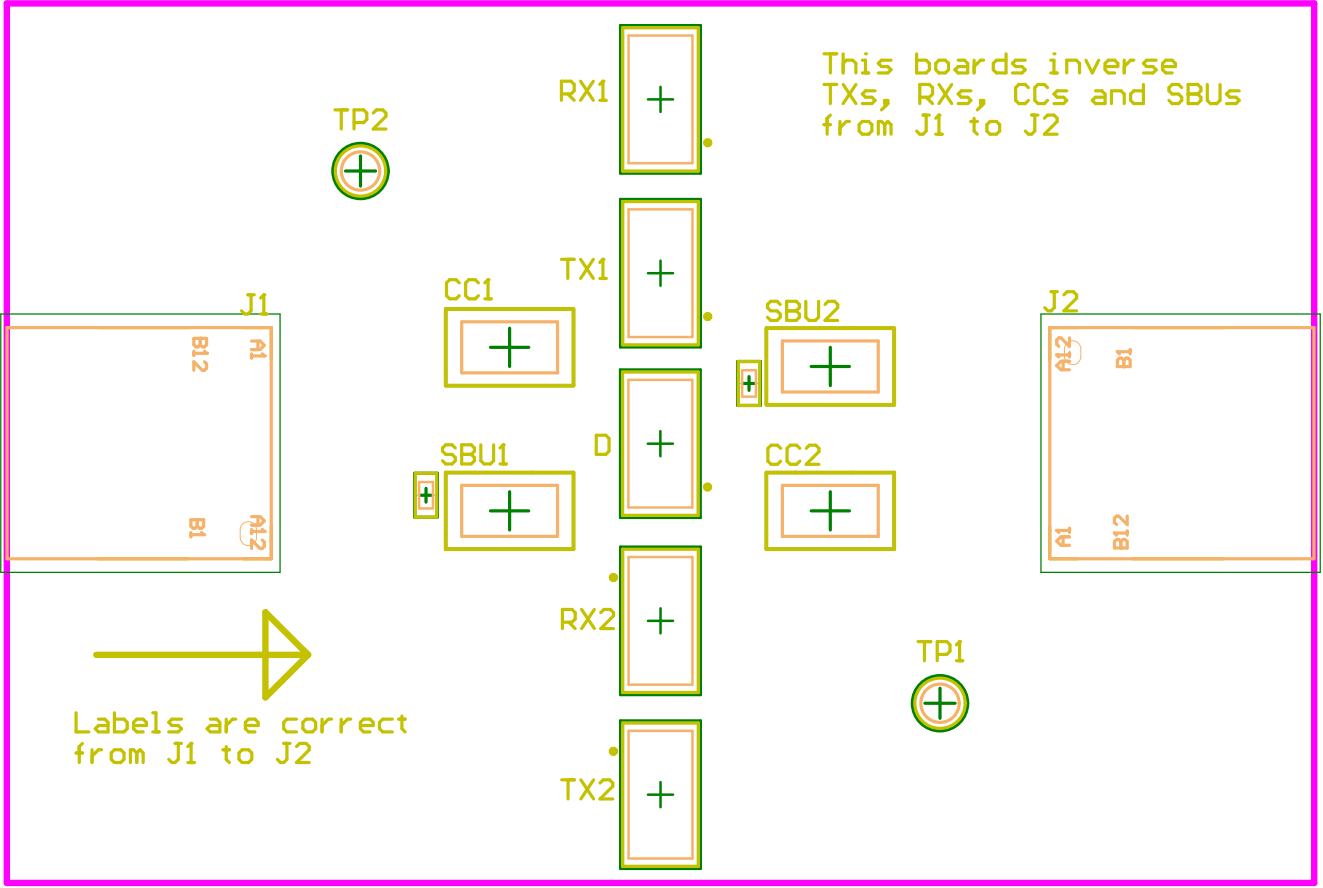 This boards inverse
TXs, RXs, CCs and SBUs
from J1 to J2
RX1
TP2
TX1
CC1
J1
SBU2
J2
B12
A1
A12
B1
D
SBU1
CC2
B1
A12
A1
B12
RX2
TP1
Labels are correct
from J1 to J2
TX2